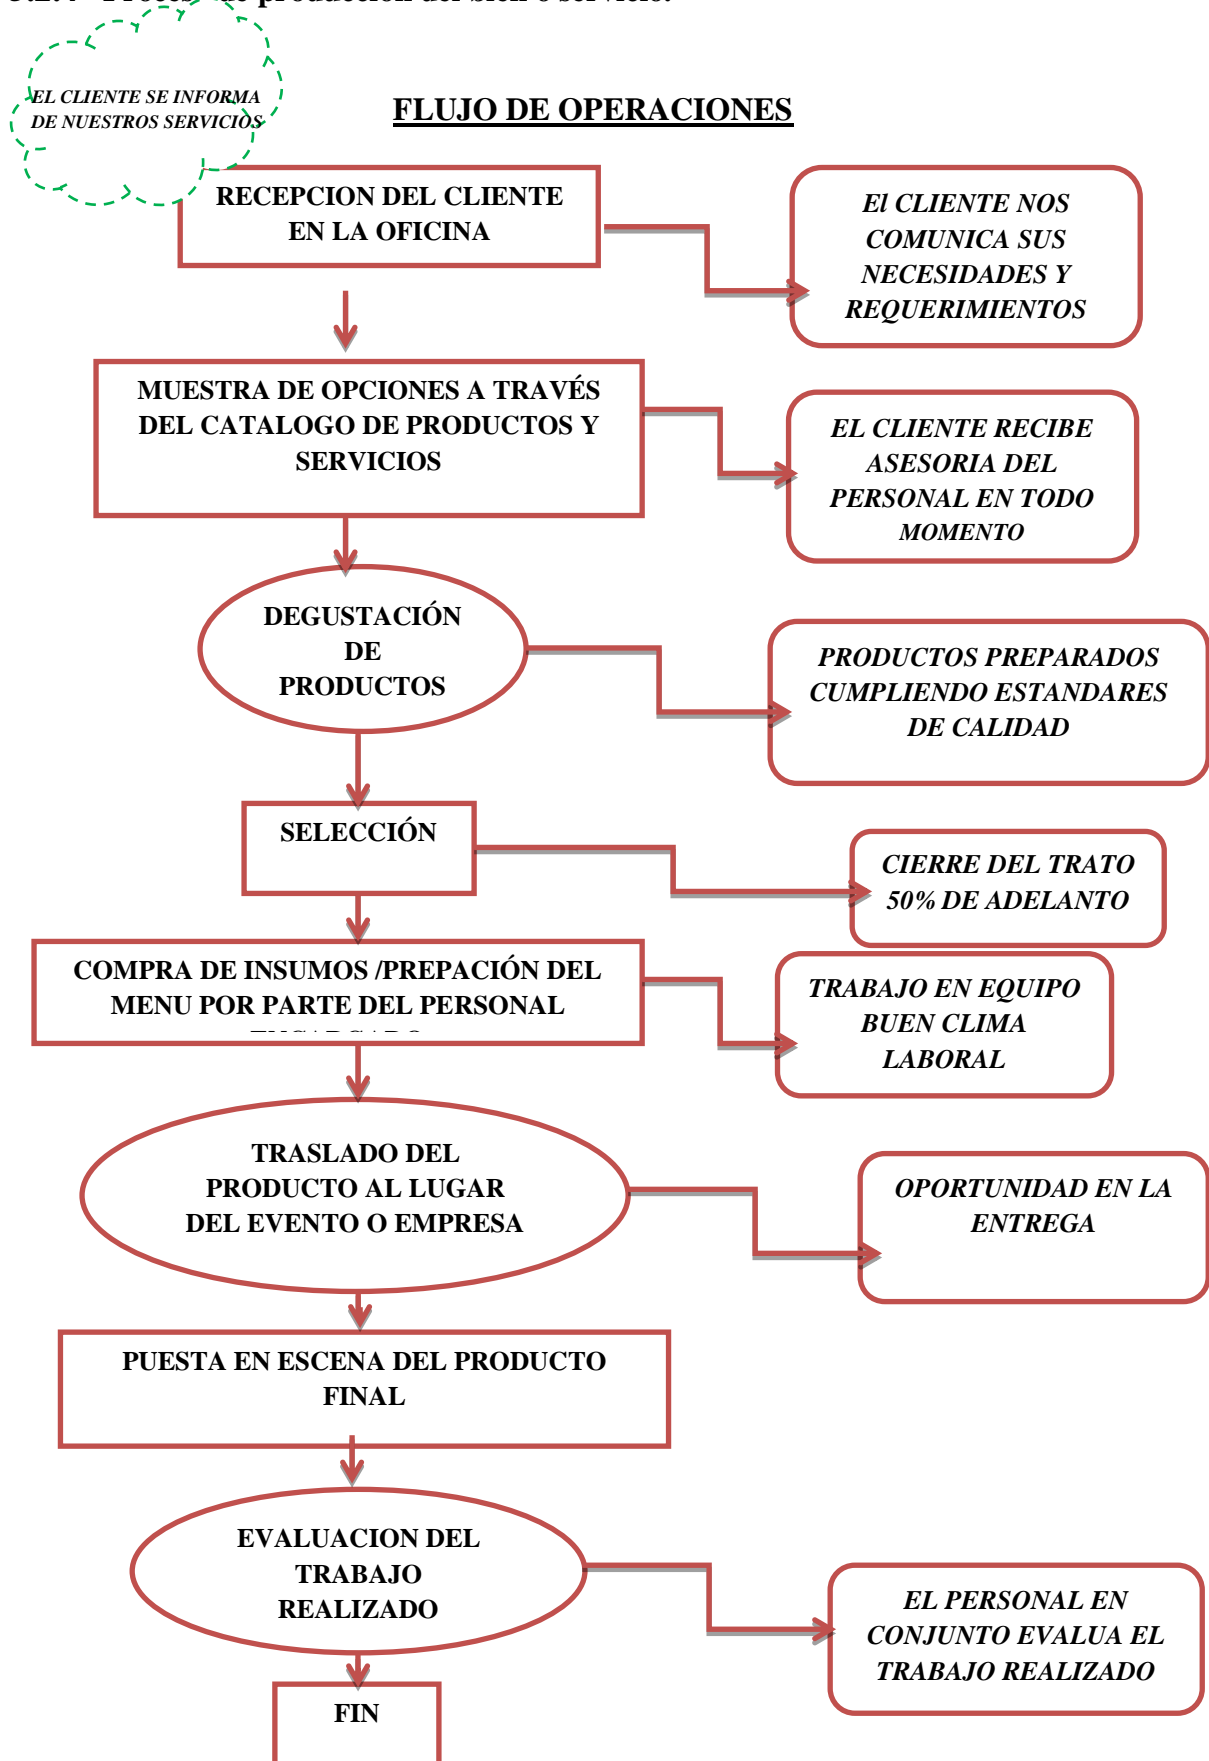 de producción del bien o servicio.
EL CLIENTE SE INFORMA
DE NUESTROS SERVICIOS
FLUJO DE OPERACIONES
RECEPCION DEL CLIENTE
EN LA OFICINA
El CLIENTE NOS
COMUNICA SUS
NECESIDADES Y
REQUERIMIENTOS
MUESTRA DE OPCIONES A TRAVÉS
DEL CATALOGO DE PRODUCTOS Y
SERVICIOS
EL CLIENTE RECIBE
ASESORIA DEL
PERSONAL EN TODO
MOMENTO
DEGUSTACIÓN
DE
PRODUCTOS
PRODUCTOS PREPARADOS
CUMPLIENDO ESTANDARES
DE CALIDAD
SELECCIÓN
CIERRE DEL TRATO
50% DE ADELANTO
COMPRA DE INSUMOS /PREPACIÓN DEL
MENU POR PARTE DEL PERSONAL
TRABAJO EN EQUIPO
BUEN CLIMA
LABORAL
TRASLADO DEL
PRODUCTO AL LUGAR
DEL EVENTO O EMPRESA
OPORTUNIDAD EN LA
ENTREGA
PUESTA EN ESCENA DEL PRODUCTO
FINAL
EVALUACION DEL
TRABAJO
REALIZADO
EL PERSONAL EN
CONJUNTO EVALUA EL
TRABAJO REALIZADO
FIN